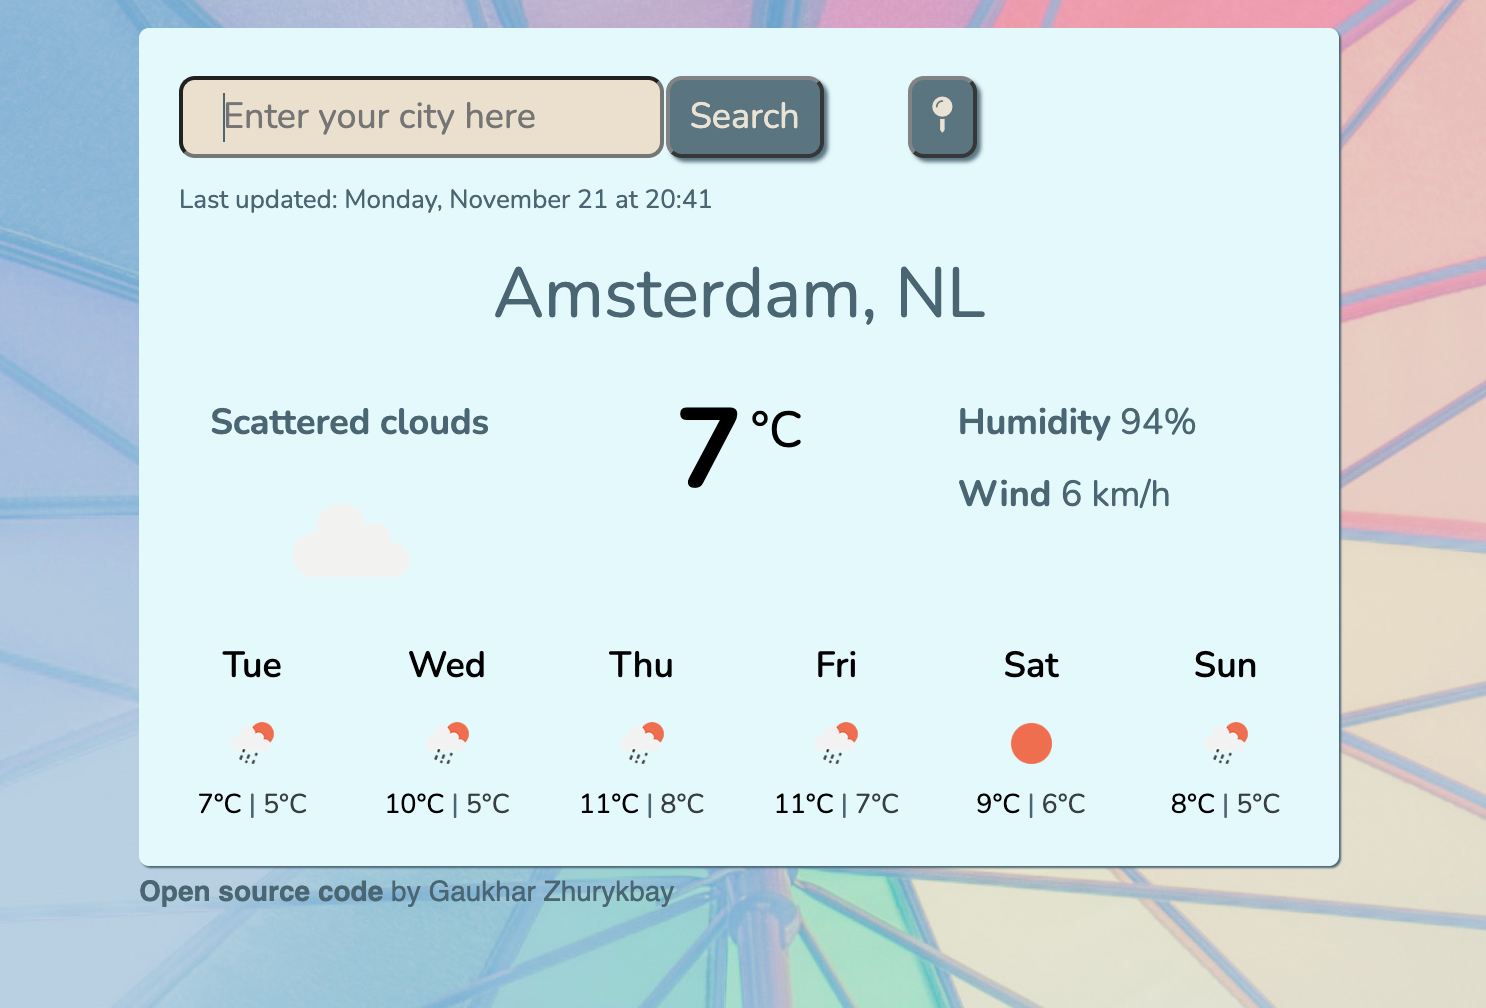 Enter your city here Search
Last updated: Monday, November 21 at 20:41
Amsterdam, NL
Scattered clouds 7 °C Humidity 94%
Wind 6 km/h
Tue Wed Thu Fri Sat Sun
7°C | 5°C 10°C | 5°C 11°C | 8°C 11°C | 7°C 9°C | 6°C 8°C | 5°C
Open source code by Gaukhar Zhurykbay